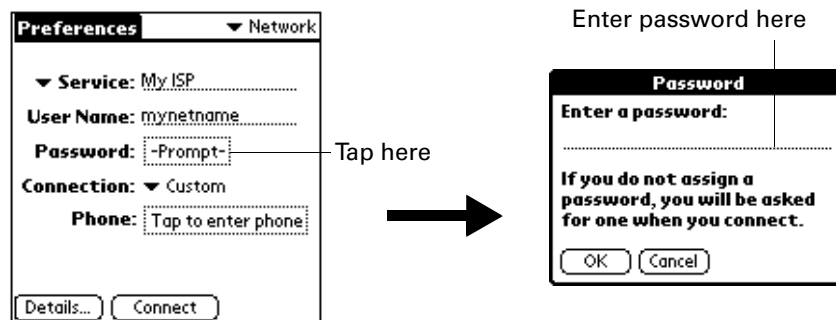 Preferences
Network
Service: My ISP
User Name: mynetname
Password: -Prompt-
Connection: Custom
Phone: Tap to enter phone
Details... Connect
Tap here
Enter password here
Password
Enter a password:
If you do not assign a
password, you will be asked
for one when you connect.
OK Cancel